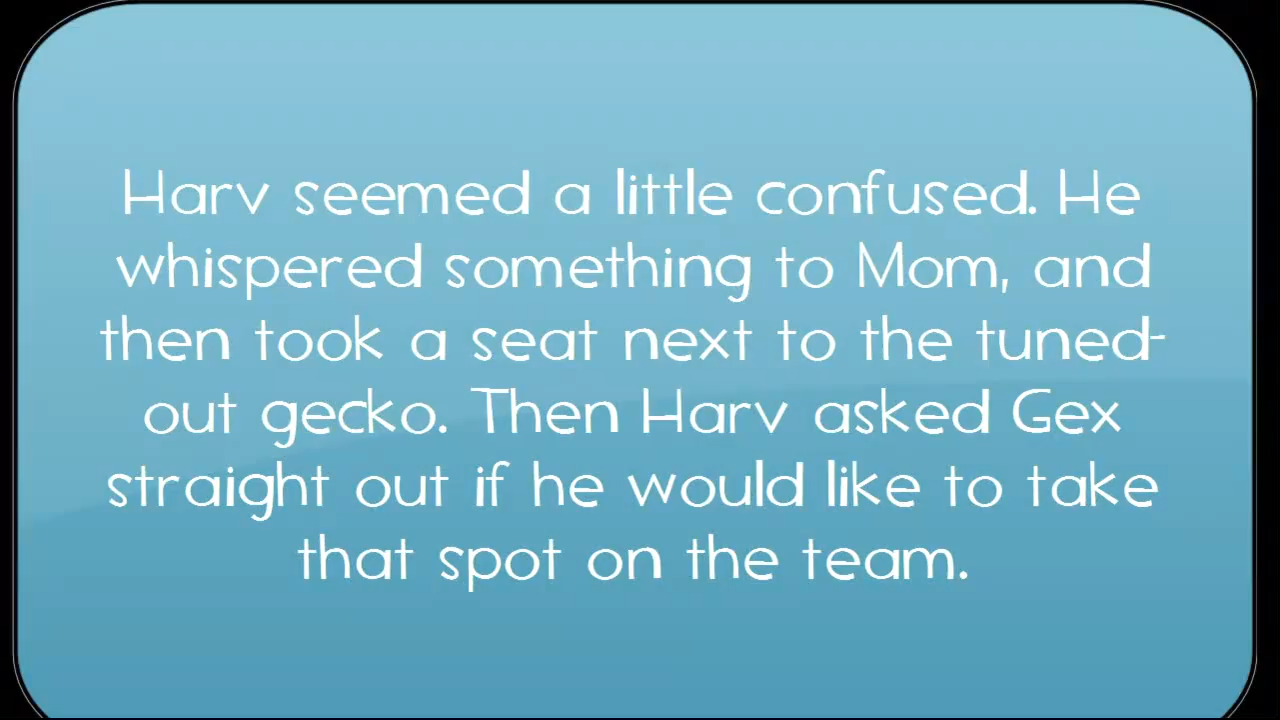 Harv seemed a little confused. He
whispered something to Mom, and
then took a seat next to the tuned-
out gecko. Then Harv asked Gex
straight out if he would like to take
that spot on the team.